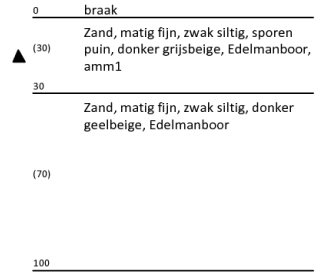 0 braak
(30) Zand, matig fijn, zwak siltig, sporen
puin, donker grijsbeige, Edelmanboor,
amm1
30
Zand, matig fijn, zwak siltig, donker
geelbeige, Edelmanboor
(70)
100